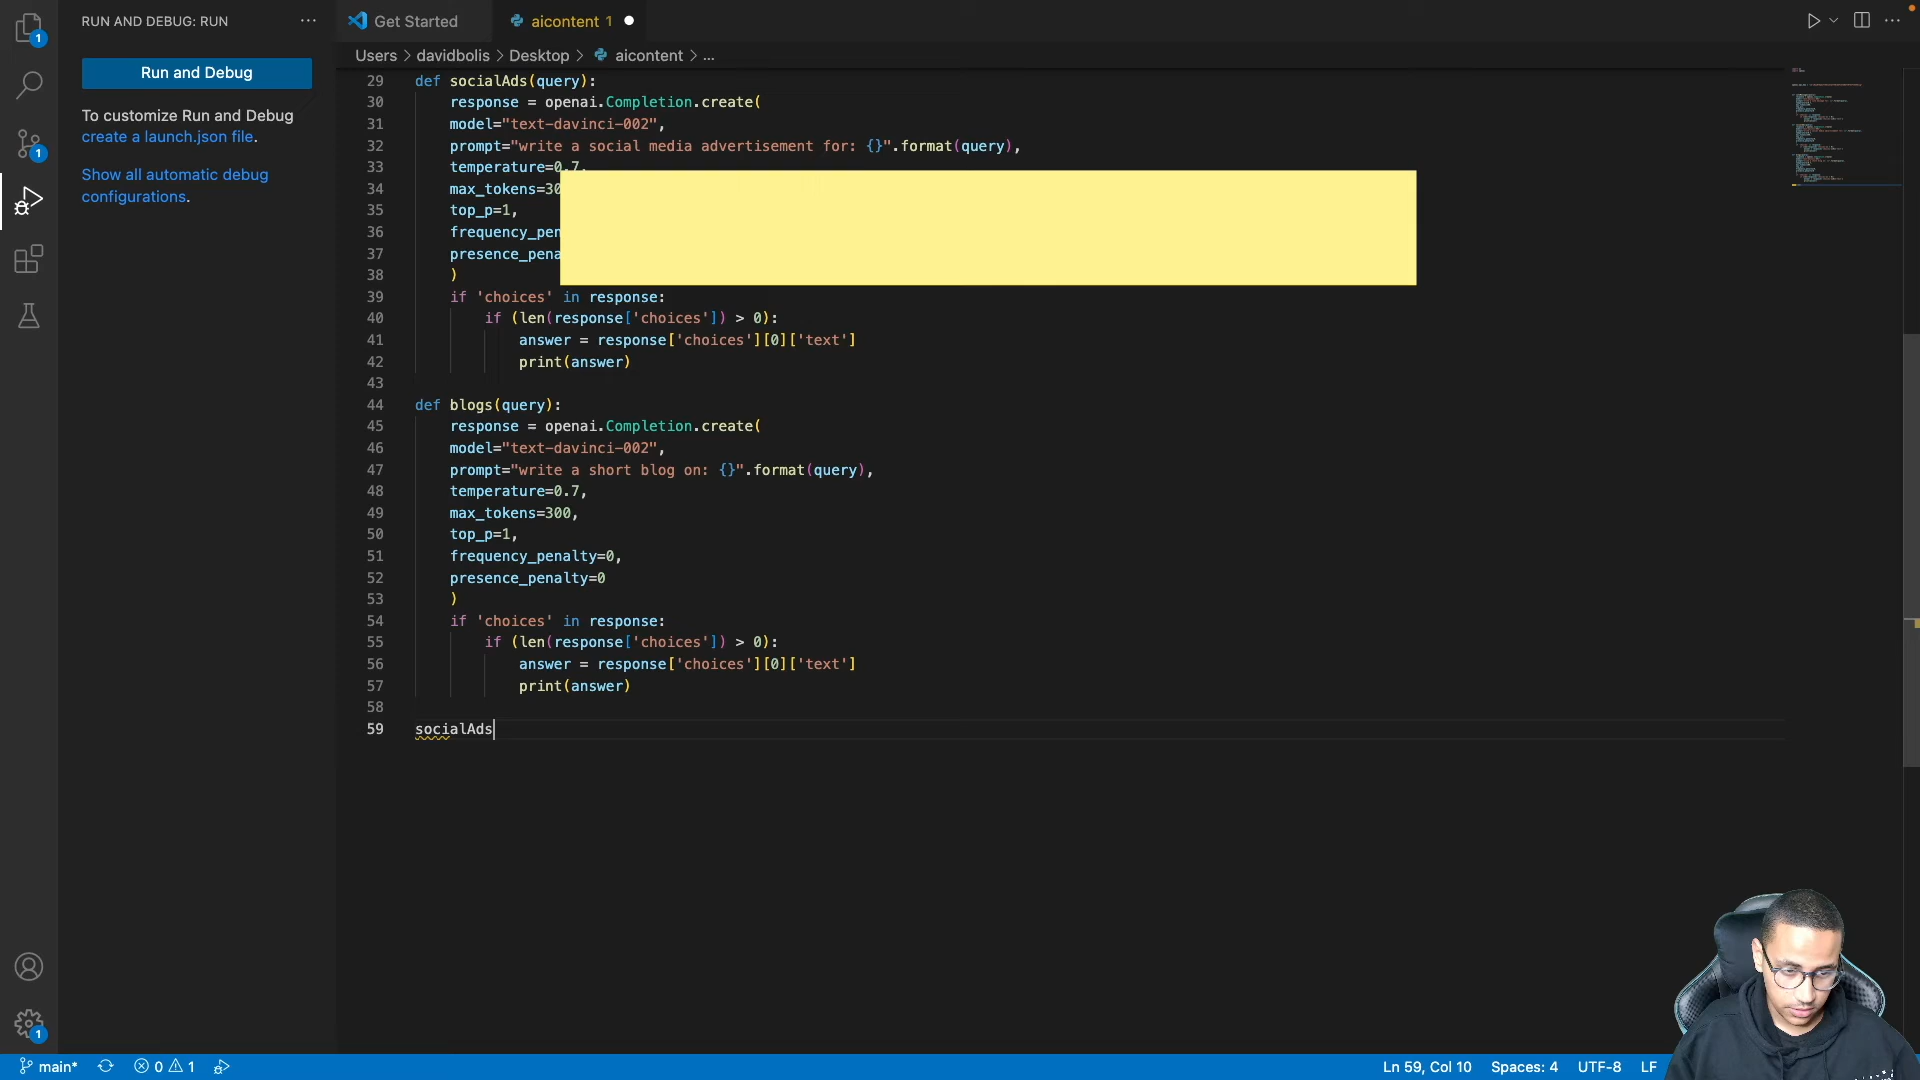 RUN AND DEBUG: RUN
Get Started
aicontent 1
Users > davidbolis > Desktop > aicontent > ...
Run and Debug
To customize Run and Debug
create a launch.json file.
Show all automatic debug
configurations.
29 def socialAds(query):
30 response = openai.Completion.create(
31 model="text-davinci-002",
32 prompt="write a social media advertisement for: {}".format(query),
33 temperature=0.7,
34 max_tokens=30
35 top_p=1,
36 frequency_pen
37 presence_pena
38 )
39 if 'choices' in response:
40 if (len(response['choices']) > 0):
41 answer = response['choices'][0]['text']
42 print(answer)
43
44 def blogs(query):
45 response = openai.Completion.create(
46 model="text-davinci-002",
47 prompt="write a short blog on: {}".format(query),
48 temperature=0.7,
49 max_tokens=300,
50 top_p=1,
51 frequency_penalty=0,
52 presence_penalty=0
53 )
54 if 'choices' in response:
55 if (len(response['choices']) > 0):
56 answer = response['choices'][0]['text']
57 print(answer)
58
59 socialAds
1
1
1
main* 0 1
Ln 59, Col 10 Spaces: 4 UTF-8 LF